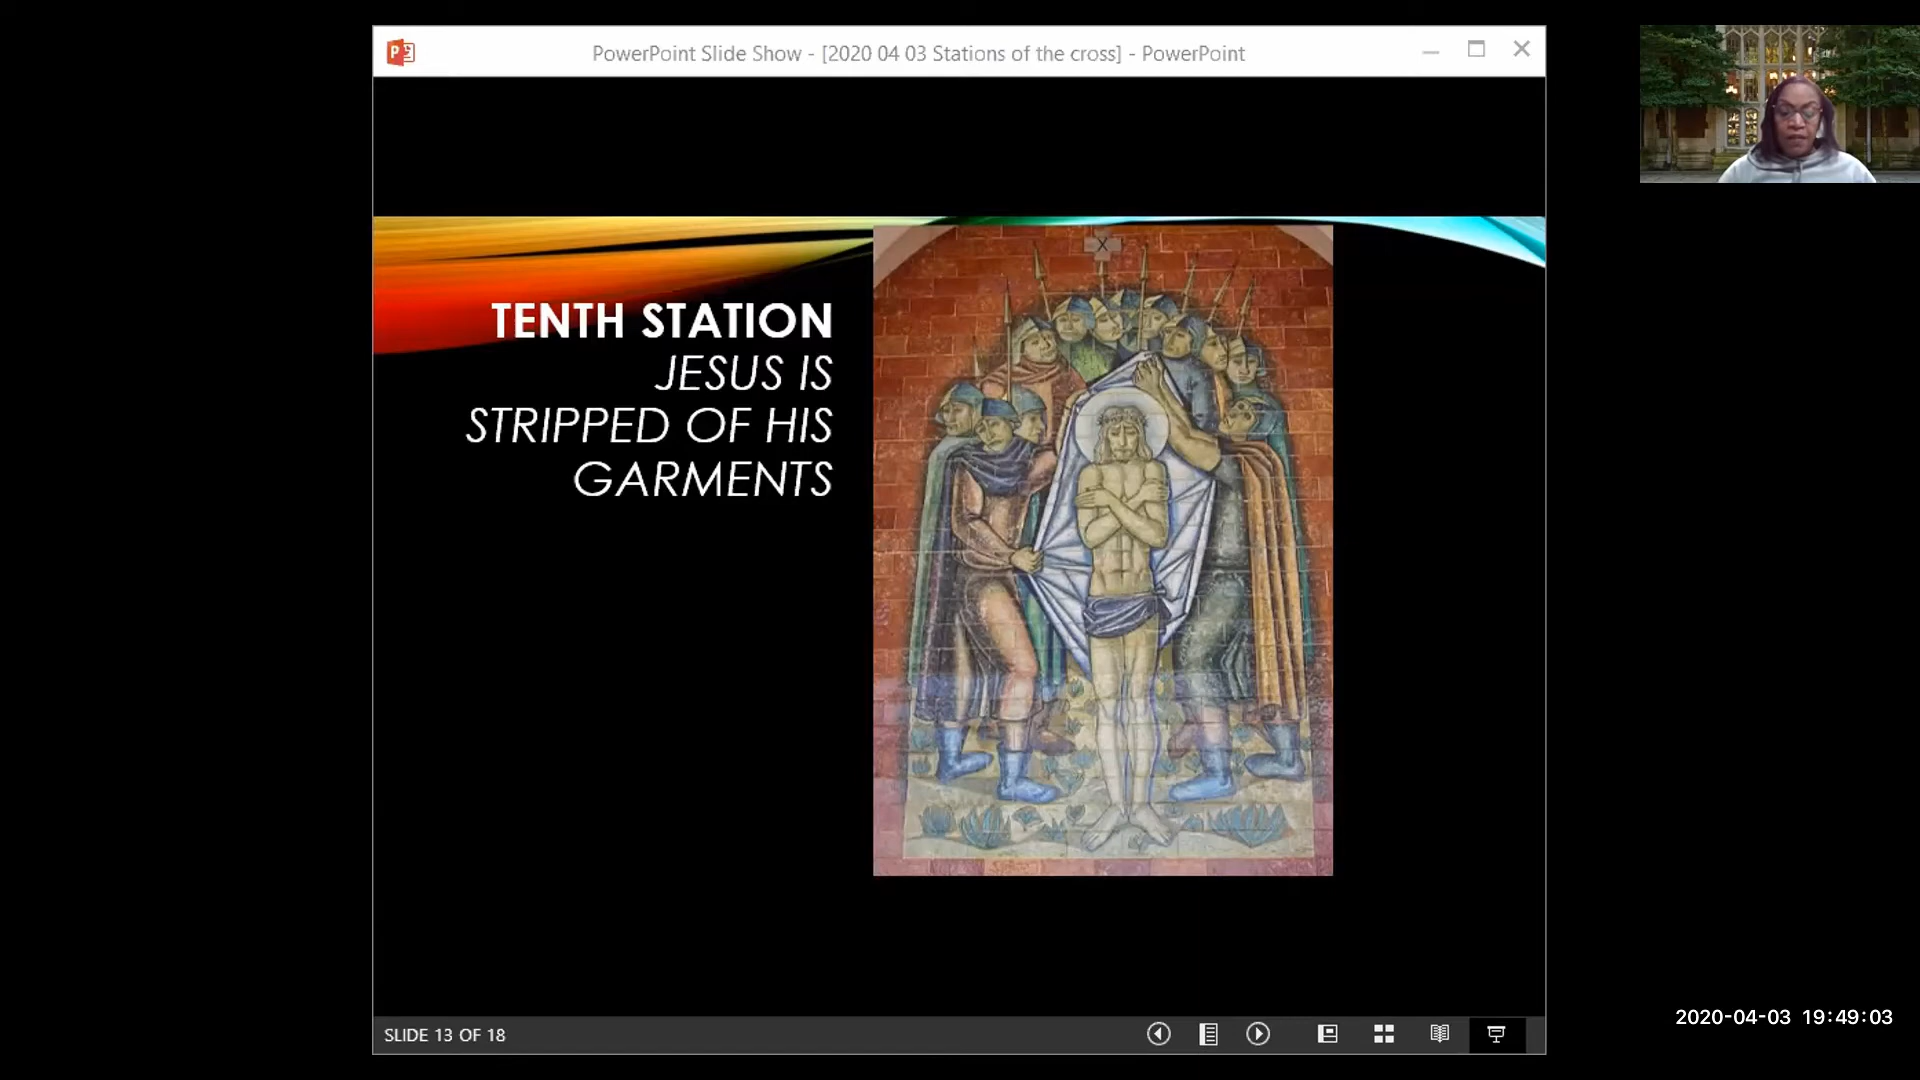 PowerPoint Slide Show - [2020 04 03 Stations of the cross] - PowerPoint
X
TENTH STATION
JESUS IS
STRIPPED OF HIS
GARMENTS
SLIDE 13 OF 18
2020-04-03 19:49:03